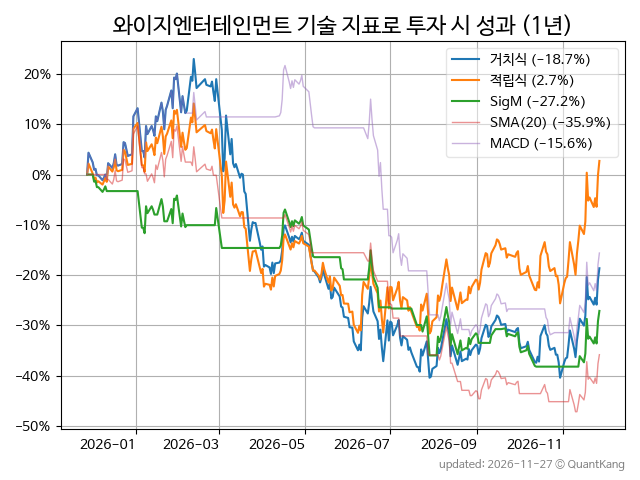 와이지엔터테인먼트 기술 지표로 투자 시 성과 (1년)
거치식 (−18.7%)
적립식 (2.7%)
SigM (−27.2%)
SMA(20) (−35.9%)
MACD (−15.6%)
20%
10%
0%
−10%
−20%
−30%
−40%
−50%
2026-01 2026-03 2026-05 2026-07 2026-09 2026-11
updated: 2026-11-27 © QuantKang